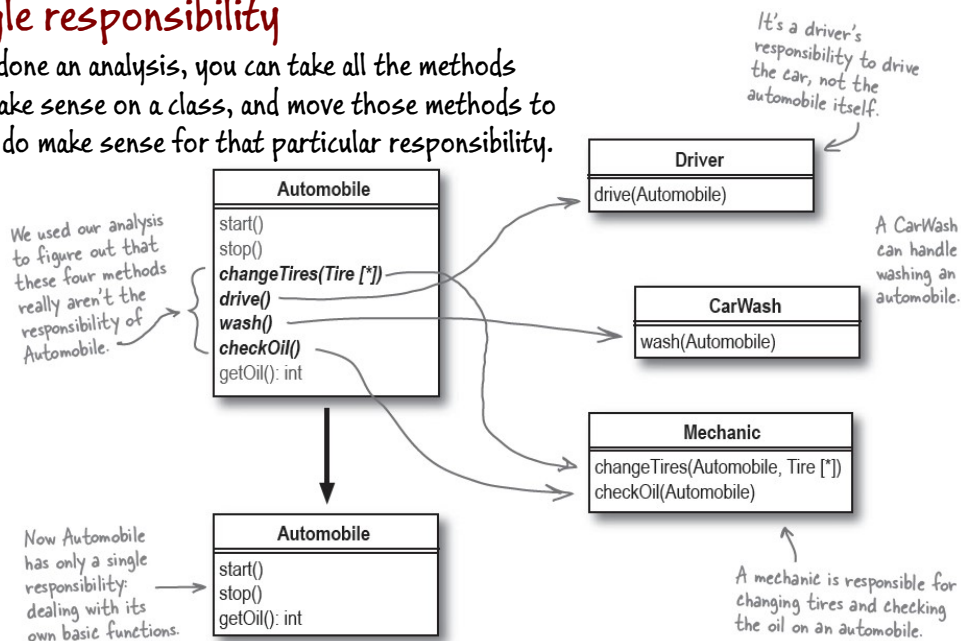 gle responsibility
done an analysis, you can take all the methods
ake sense on a class, and move those methods to
do make sense for that particular responsibility.
It's a driver's
responsibility to drive
the car, not the
automobile itself.
Automobile
start()
stop()
changeTires(Tire [*])
drive()
wash()
checkOil()
getOil(): int
We used our analysis
to figure out that
these four methods
really aren't the
responsibility of
Automobile.
Driver
drive(Automobile)
A CarWash
can handle
washing an
automobile.
CarWash
wash(Automobile)
Mechanic
changeTires(Automobile, Tire [*])
checkOil(Automobile)
Now Automobile
has only a single
responsibility:
dealing with its
own basic functions.
Automobile
start()
stop()
getOil(): int
A mechanic is responsible for
changing tires and checking
the oil on an automobile.